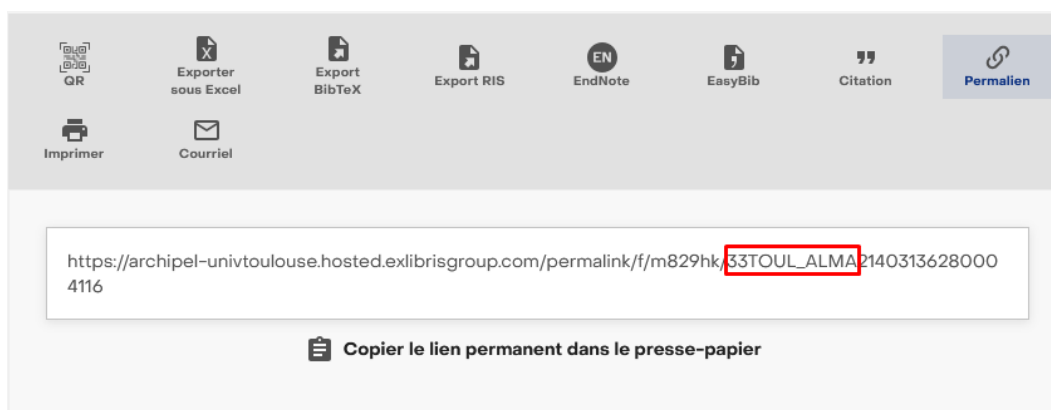 QR
Exporter sous Excel
Export BibTeX
Export RIS
EN
EndNote
EasyBib
Citation
Permalien
Imprimer
Courriel
https://archipel-univtoulouse.hosted.exlibrisgroup.com/permalink/f/m829hk/33TOUL_ALMA2140313628000
4116
Copier le lien permanent dans le presse-papier